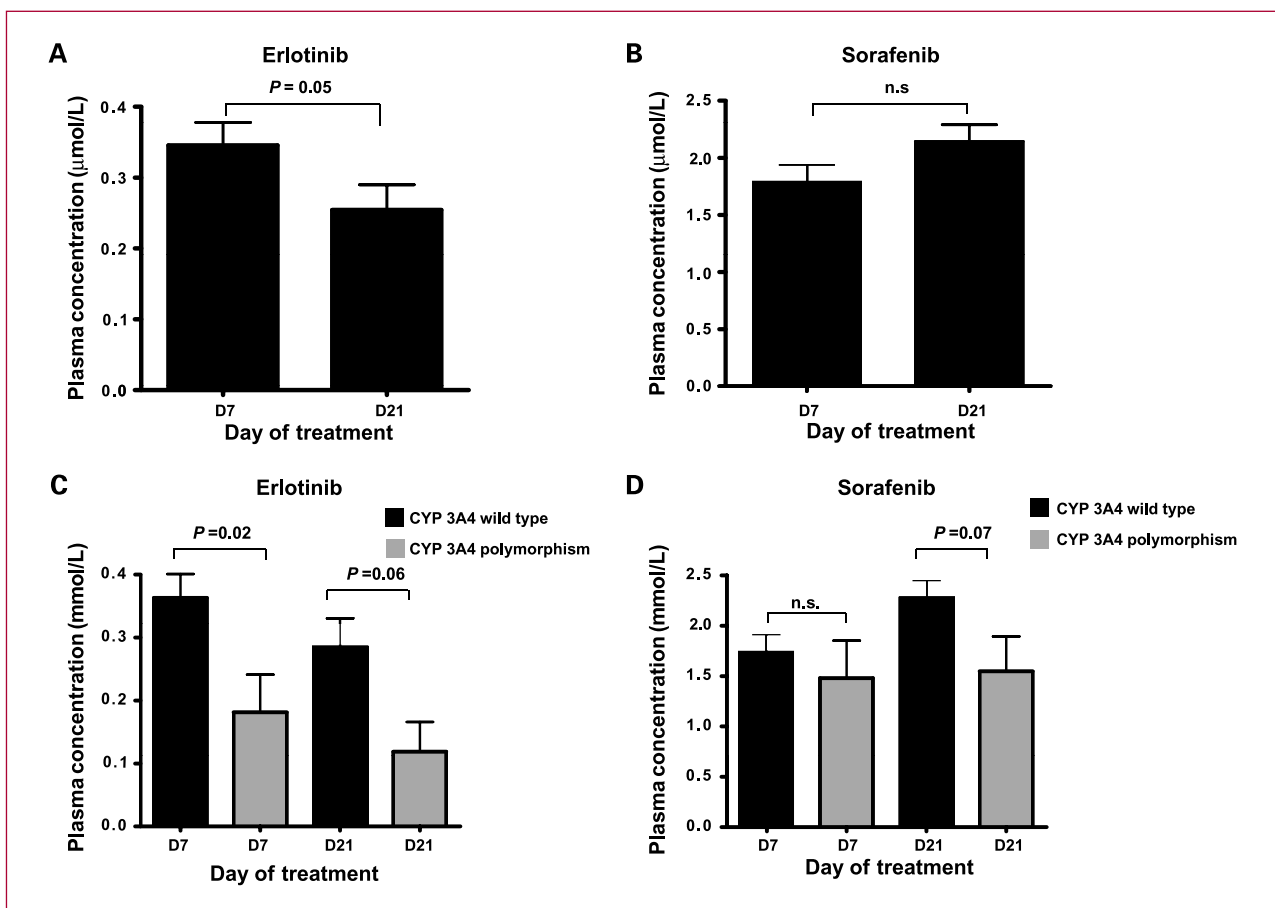 A
Erlotinib
P = 0.05
Plasma concentration (μmol/L)
0.4
0.3
0.2
0.1
0.0
D7 D21
Day of treatment
B
Sorafenib
n.s
Plasma concentration (μmol/L)
2.5
2.0
1.5
1.0
0.5
0.0
D7 D21
Day of treatment
C
Erlotinib
CYP 3A4 wild type
CYP 3A4 polymorphism
P =0.02
P =0.06
Plasma concentration (mmol/L)
0.4
0.3
0.2
0.1
0.0
D7 D7 D21 D21
Day of treatment
D
Sorafenib
CYP 3A4 wild type
CYP 3A4 polymorphism
P =0.07
n.s.
Plasma concentration (mmol/L)
2.5
2.0
1.5
1.0
0.5
0.0
D7 D7 D21 D21
Day of treatment